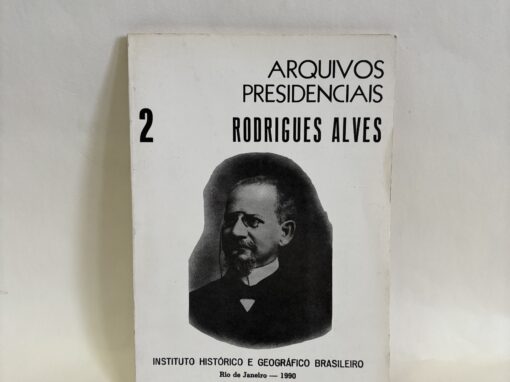 ARQUIVOS
PRESIDENCIAIS
2 RODRIGUES ALVES
INSTITUTO HISTÓRICO E GEOGRÁFICO BRASILEIRO
Rio de Janeiro — 1990